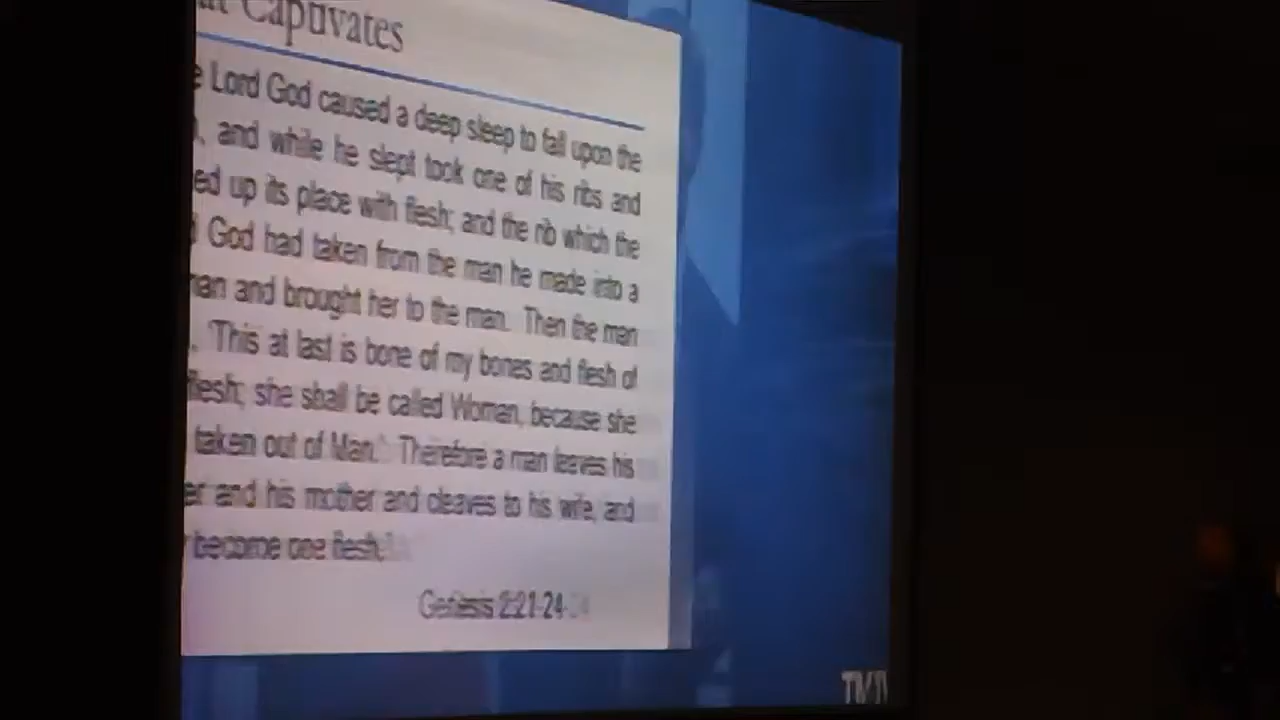 at Captivates
e Lord God caused a deep sleep to fall upon the
, and while he slept took one of his ribs and
ed up its place with flesh; and the rib which the
God had taken from the man he made into a
man and brought her to the man. Then the man
. "This at last is bone of my bones and flesh of
flesh; she shall be called Woman, because she
taken out of Man." Therefore a man leaves his
er and his mother and cleaves to his wife, and
become one flesh.
Genesis 2:21-24